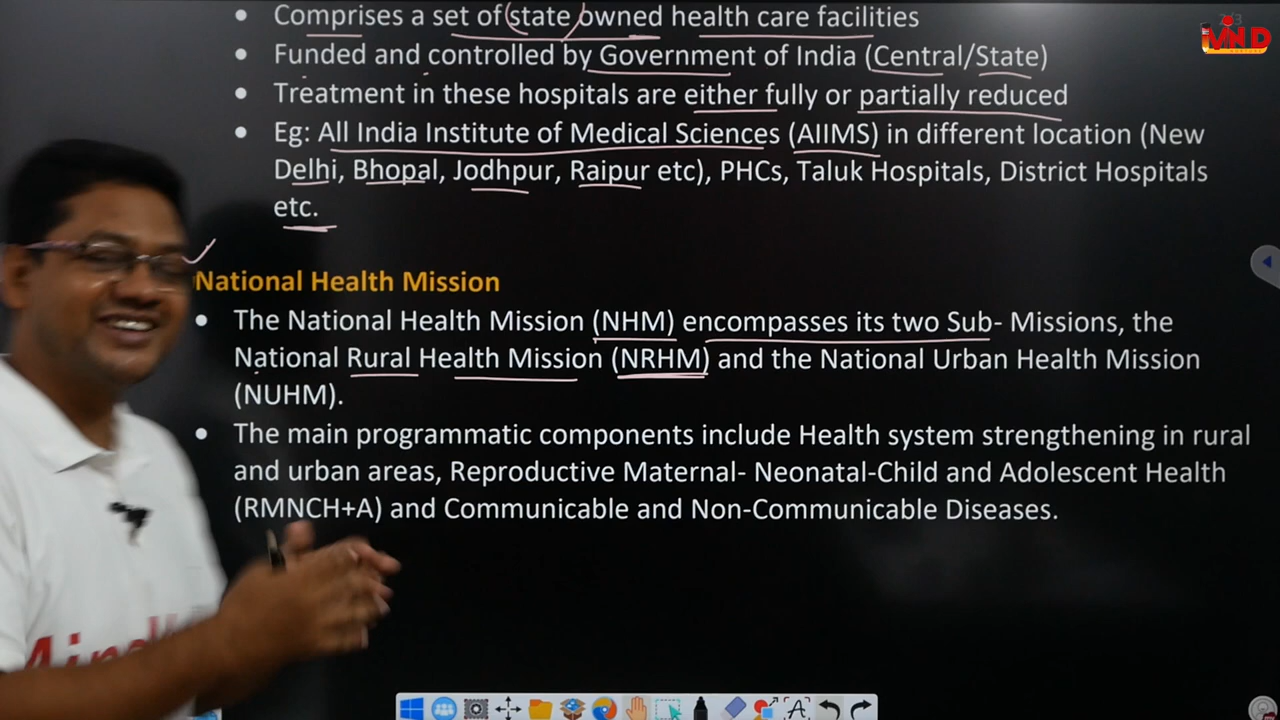 • Comprises a set of state owned health care facilities
• Funded and controlled by Government of India (Central/State)
• Treatment in these hospitals are either fully or partially reduced
• Eg: All India Institute of Medical Sciences (AIIMS) in different location (New
Delhi, Bhopal, Jodhpur, Raipur etc), PHCs, Taluk Hospitals, District Hospitals
etc.
National Health Mission
• The National Health Mission (NHM) encompasses its two Sub- Missions, the
National Rural Health Mission (NRHM) and the National Urban Health Mission
(NUHM).
• The main programmatic components include Health system strengthening in rural
and urban areas, Reproductive Maternal- Neonatal-Child and Adolescent Health
(RMNCH+A) and Communicable and Non-Communicable Diseases.